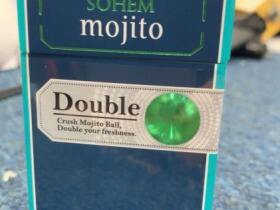 SOHEM
mojito
Double
Crush Mojito Ball,
Double your freshness.